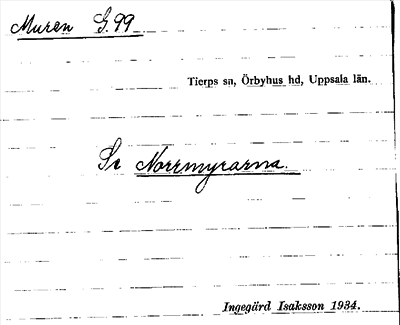 Muren G.99
Tierps sn, Örbyhus hd, Uppsala län.
Se Norrmyrarna.
Ingegärd Isaksson 1934.